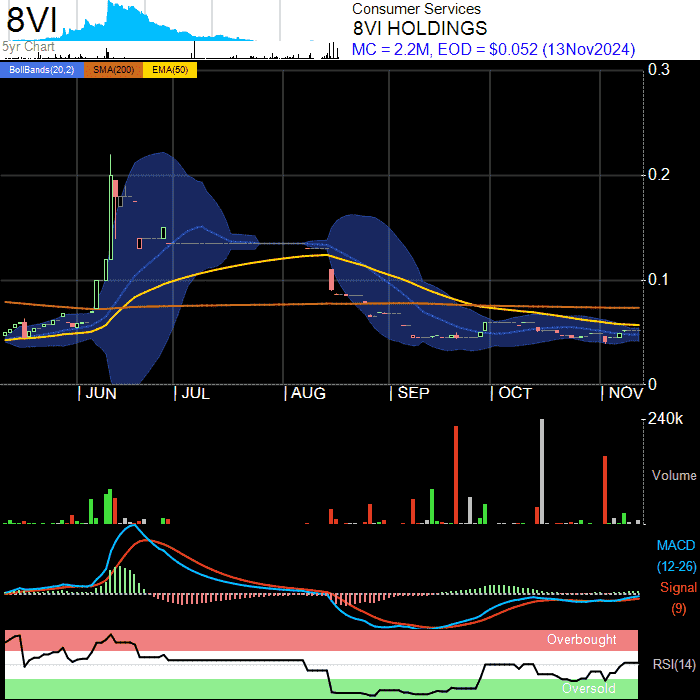 8VI
Consumer Services
8VI HOLDINGS
5yr Chart
MC = 2.2M, EOD = $0.052 (13Nov2024)
BollBands(20,2) SMA(200) EMA(50)
0.3
0.2
0.1
0
JUN JUL AUG SEP OCT NOV
240k
Volume
MACD
(12-26)
Signal
(9)
Overbought
RSI(14)
Oversold